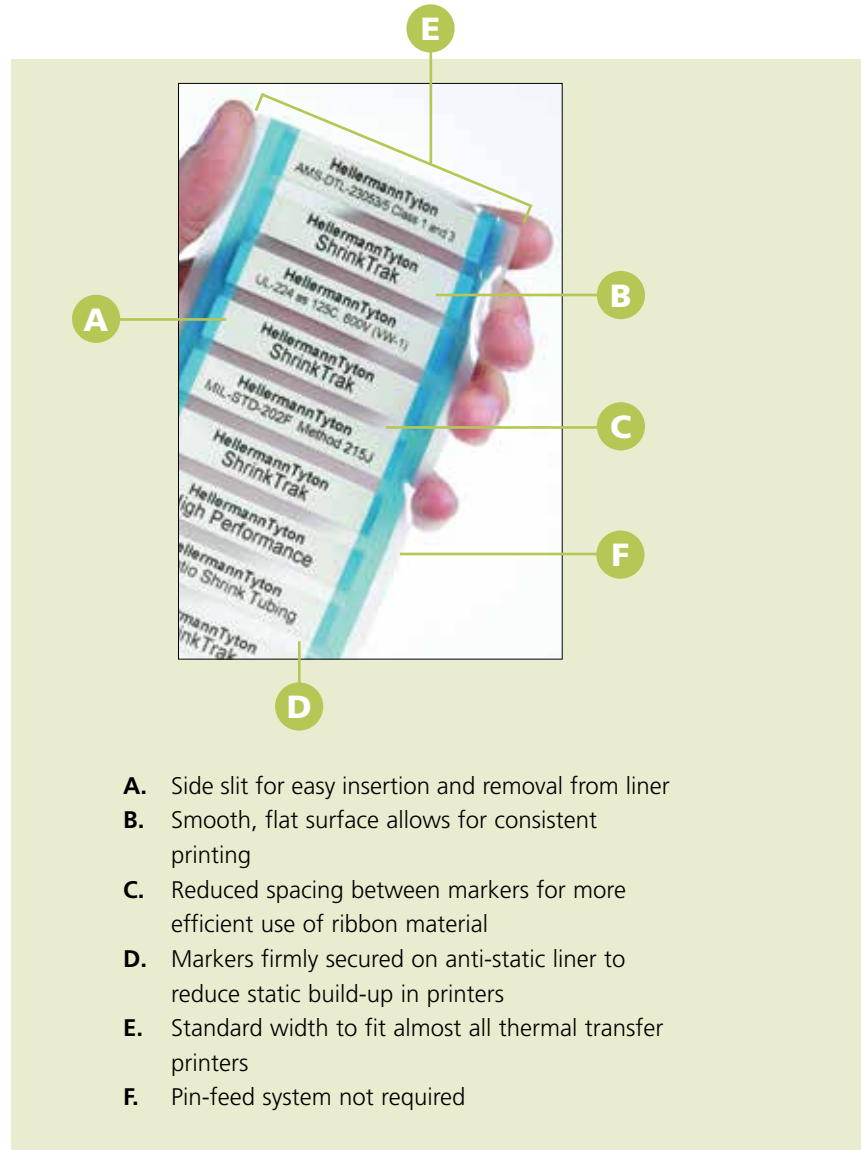 E
HellermannTyton
AMS-DTL-23053/5 Class 1 and 3
HellermannTyton
ShrinkTrak
B
HellermannTyton
UL-224 as 125C, 600V (VW-1)
A
HellermannTyton
ShrinkTrak
HellermannTyton
MIL-STD-202F Method 215J
C
HellermannTyton
ShrinkTrak
HellermannTyton
igh Performance
F
ellermannTyton
tio Shrink Tubing
mannTyton
inkTrak
D
A. Side slit for easy insertion and removal from liner
B. Smooth, flat surface allows for consistent
printing
C. Reduced spacing between markers for more
efficient use of ribbon material
D. Markers firmly secured on anti-static liner to
reduce static build-up in printers
E. Standard width to fit almost all thermal transfer
printers
F. Pin-feed system not required